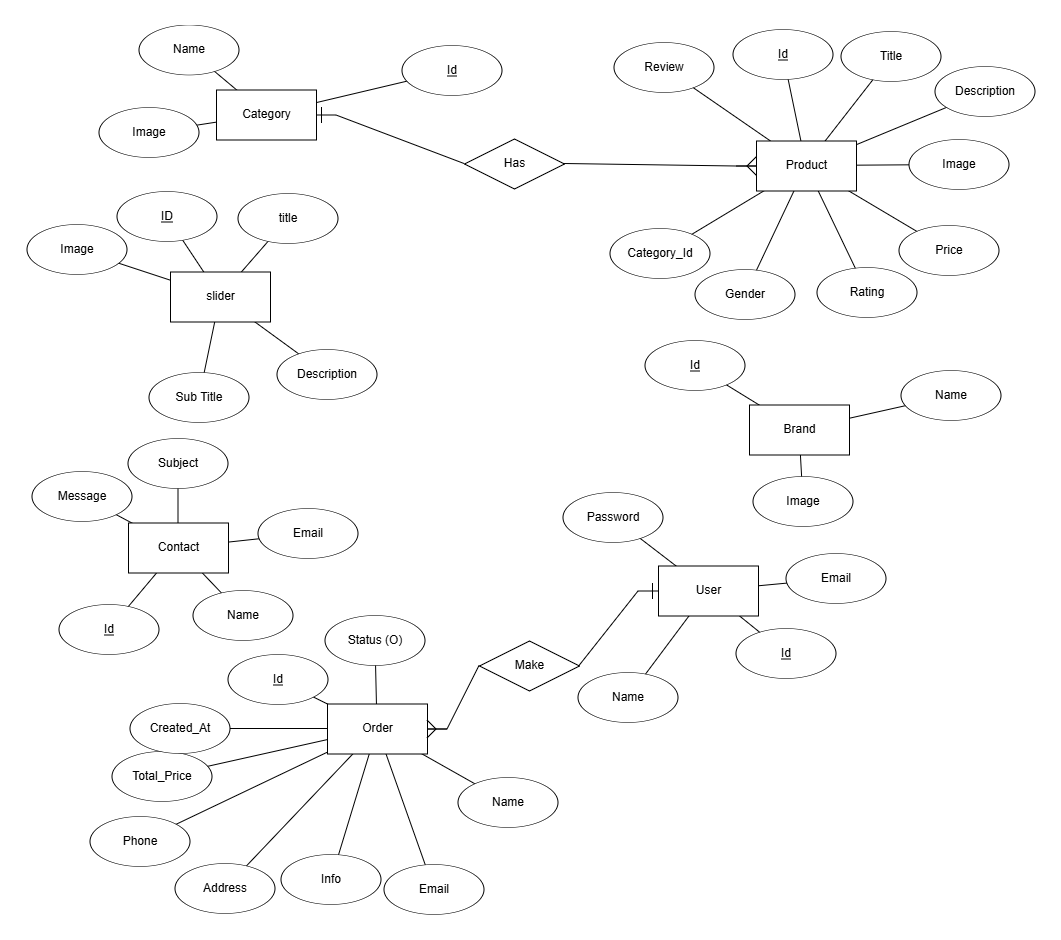 Name
Id
Category
Image
Has
Review
Id
Title
Description
Product
Image
Category_Id
Gender
Rating
Price
ID
title
Image
slider
Sub Title
Description
Id
Name
Brand
Image
Subject
Message
Contact
Email
Id
Name
Password
User
Email
Id
Name
Make
Status (O)
Id
Order
Created_At
Total_Price
Phone
Address
Info
Email
Name